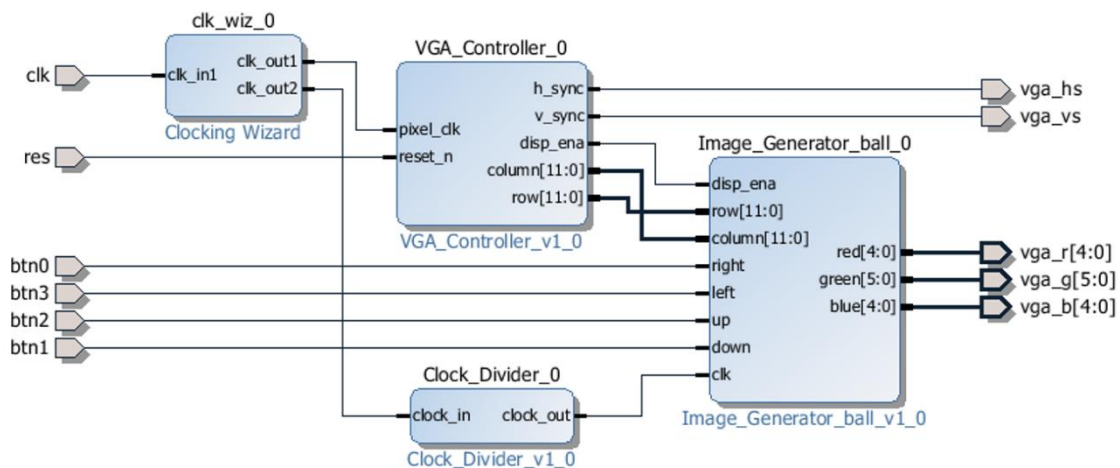 clk
res
btn0
btn3
btn2
btn1
clk_wiz_0
clk_in1
clk_out1
clk_out2
Clocking Wizard
VGA_Controller_0
pixel_clk
reset_n
h_sync
v_sync
disp_ena
column[11:0]
row[11:0]
VGA_Controller_v1_0
Clock_Divider_0
clock_in
clock_out
Clock_Divider_v1_0
Image_Generator_ball_0
disp_ena
row[11:0]
column[11:0]
right
left
up
down
clk
red[4:0]
green[5:0]
blue[4:0]
Image_Generator_ball_v1_0
vga_hs
vga_vs
vga_r[4:0]
vga_g[5:0]
vga_b[4:0]